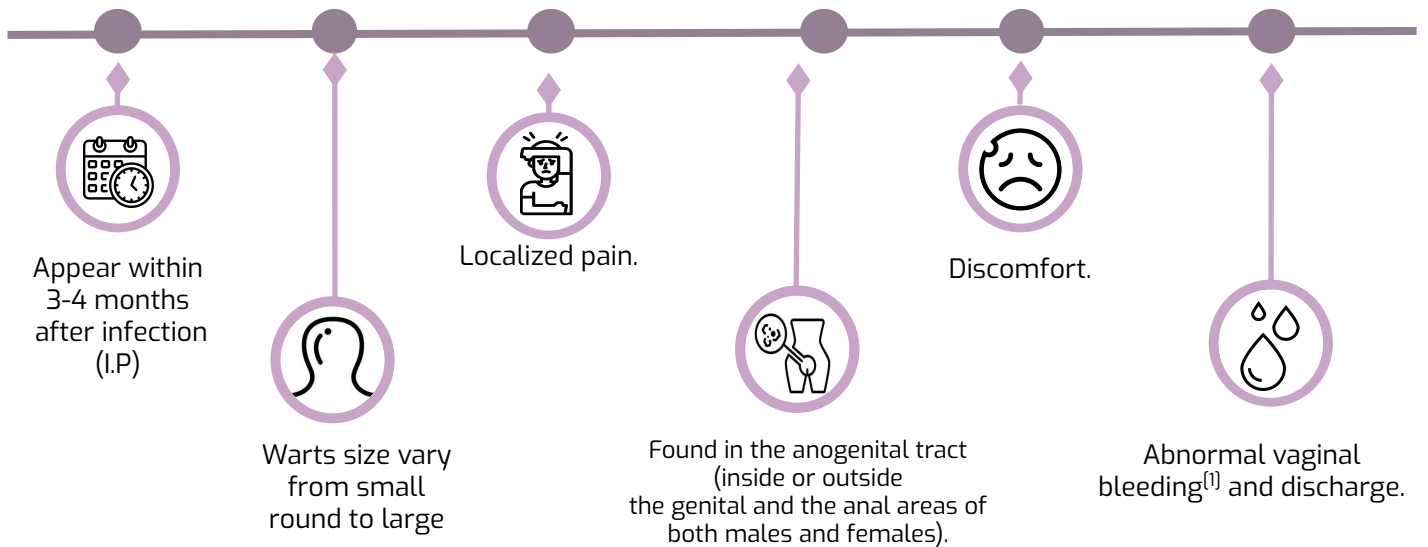 Appear within
3-4 months
after infection
(I.P)
Warts size vary
from small
round to large
Localized pain.
Found in the anogenital tract
(inside or outside
the genital and the anal areas of
both males and females).
Discomfort.
Abnormal vaginal
bleeding[1] and discharge.